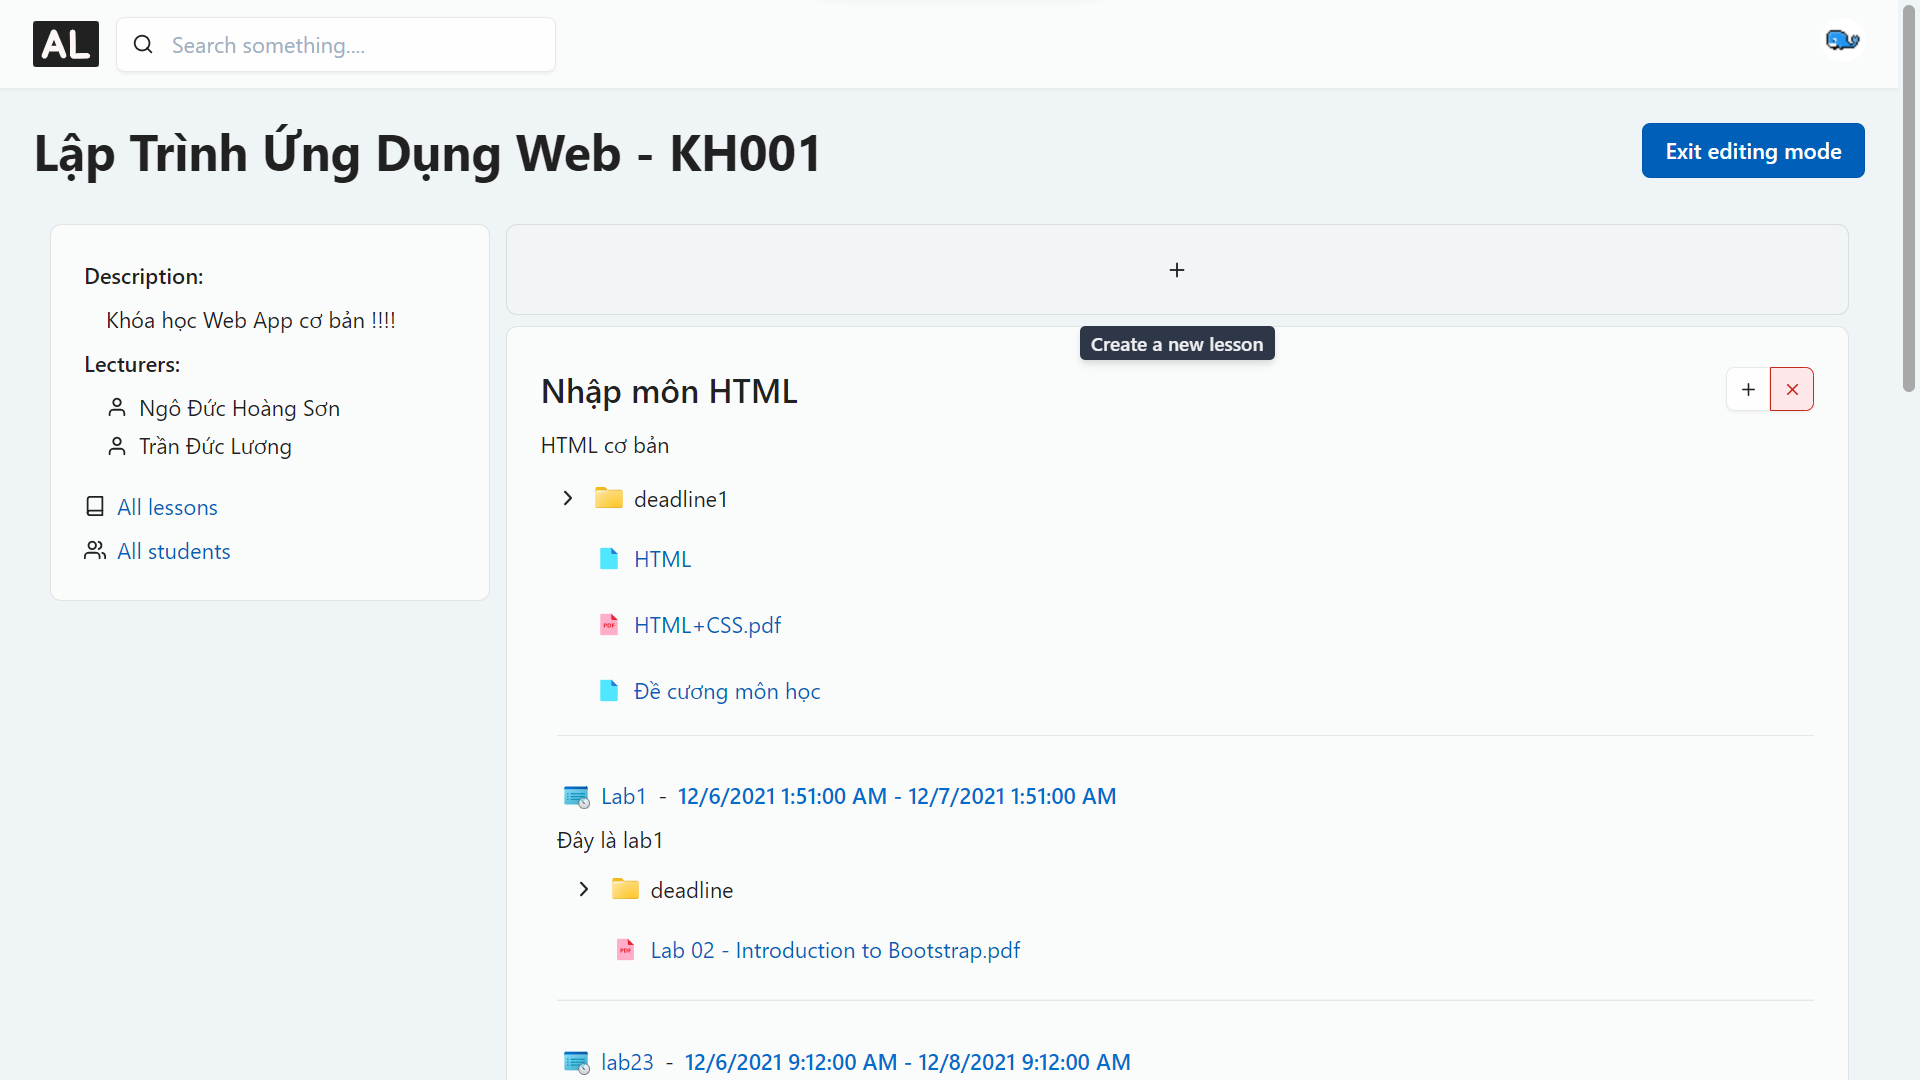 AL
Search something....
Lập Trình Ứng Dụng Web - KH001
Exit editing mode
Description:
Khóa học Web App cơ bản !!!!
Lecturers:
Ngô Đức Hoàng Sơn
Trần Đức Lương
All lessons
All students
+
Create a new lesson
Nhập môn HTML
HTML cơ bản
deadline1
HTML
PDF HTML+CSS.pdf
Đề cương môn học
Lab1 - 12/6/2021 1:51:00 AM - 12/7/2021 1:51:00 AM
Đây là lab1
deadline
PDF Lab 02 - Introduction to Bootstrap.pdf
lab23 - 12/6/2021 9:12:00 AM - 12/8/2021 9:12:00 AM